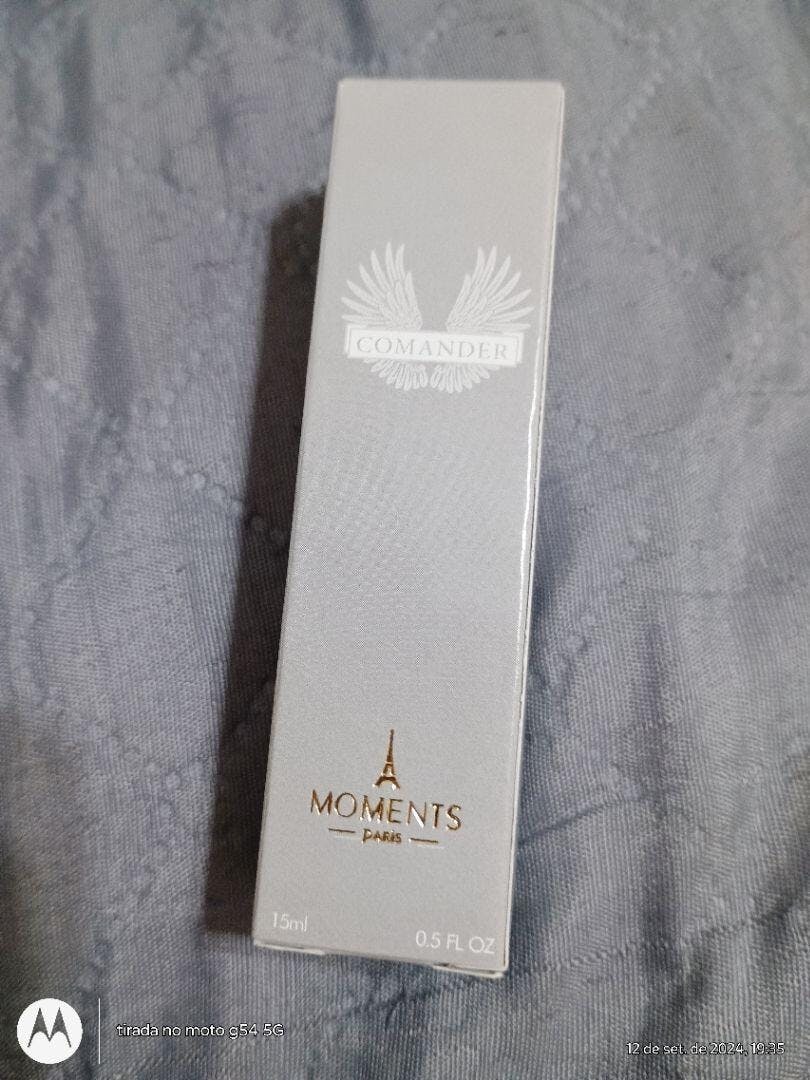 COMANDER
MOMENTS
PARIS
15ml
0.5 FL OZ
tirada no moto g54 5G
12 de set. de 2024, 19:35